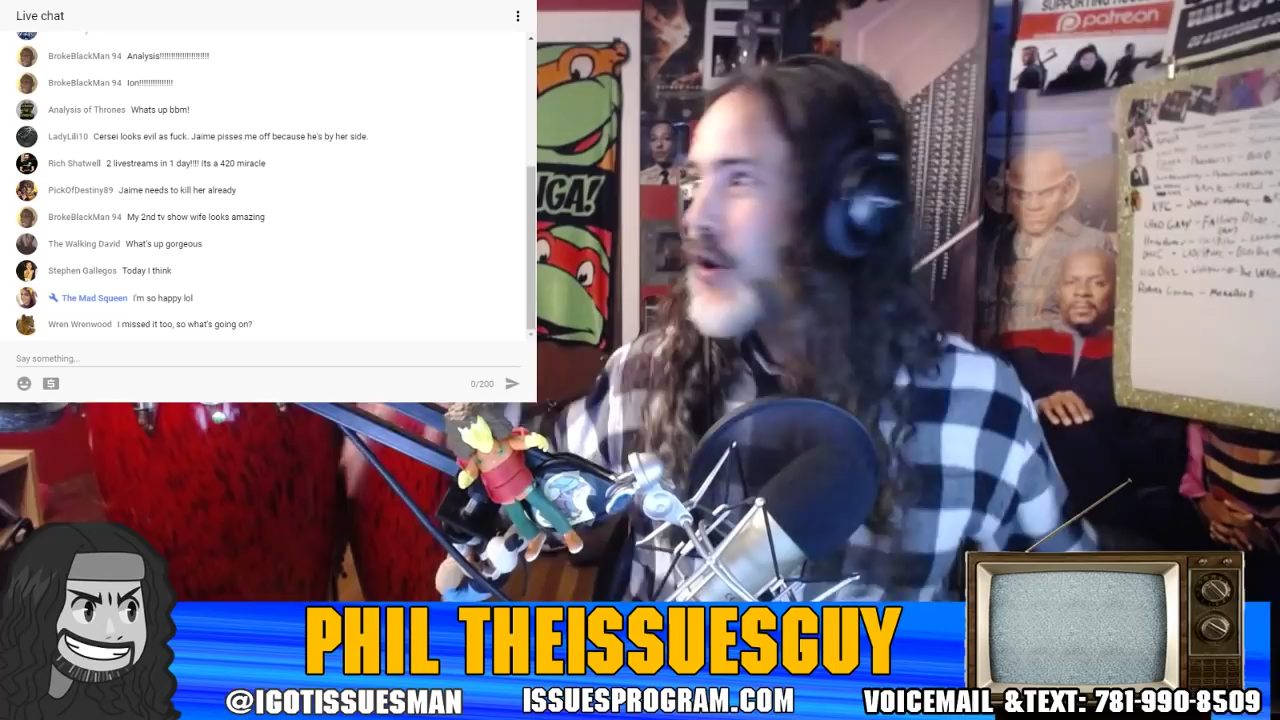 Live chat
BrokeBlackMan 94 Analysis!!!!!!!!!!!!!!!!!!!!!!
BrokeBlackMan 94 Ion!!!!!!!!!!!!!!
Analysis of Thrones Whats up bbm!
LadyLili10 Cersei looks evil as fuck. Jaime pisses me off because he's by her side.
Rich Shatwell 2 livestreams in 1 day!!!! Its a 420 miracle
PickOfDestiny89 Jaime needs to kill her already
BrokeBlackMan 94 My 2nd tv show wife looks amazing
The Walking David What's up gorgeous
Stephen Gallegos Today I think
The Mad Squeen I'm so happy lol
Wren Wrenwood I missed it too, so what's going on?
Say something...
0/200
patreon
NGA!
PHIL THEISSUESGUY
@IGOTISSUESMAN
ISSUESPROGRAM.COM
VOICEMAIL & TEXT: 781-990-8509